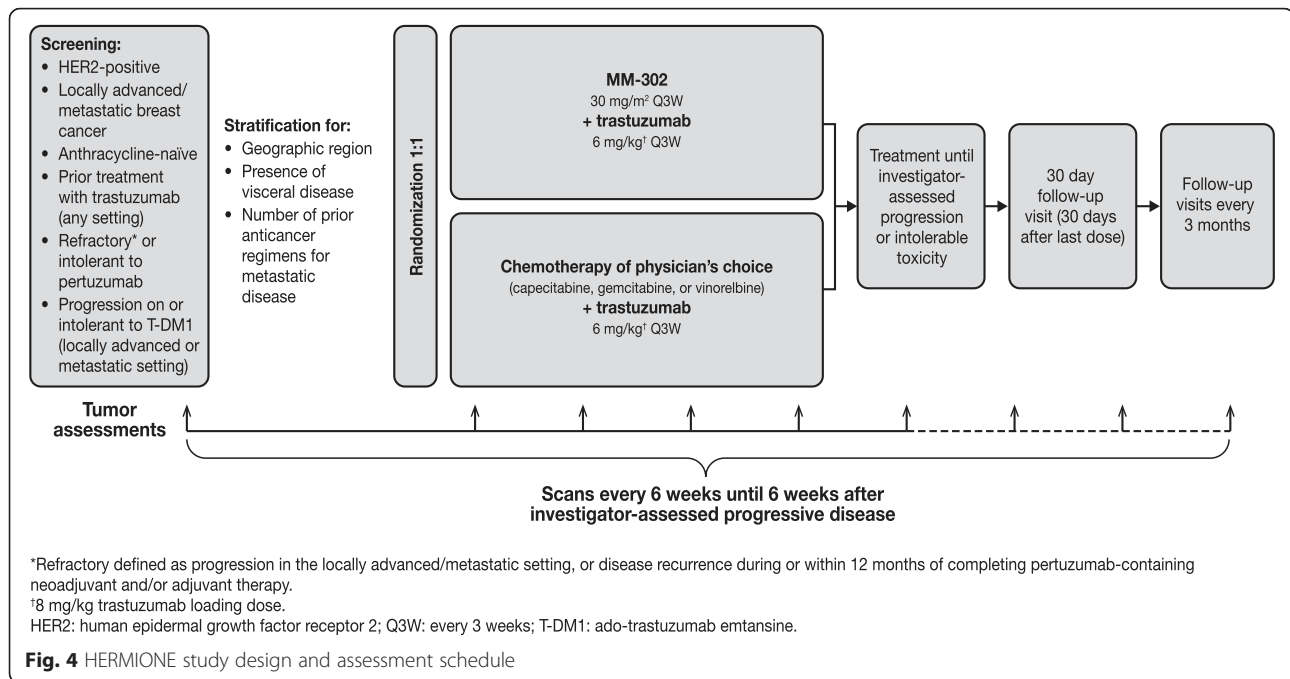 Screening:
• HER2-positive
• Locally advanced/
metastatic breast
cancer
• Anthracycline-naïve
• Prior treatment
with trastuzumab
(any setting)
• Refractory* or
intolerant to
pertuzumab
• Progression on or
intolerant to T-DM1
(locally advanced or
metastatic setting)
Stratification for:
• Geographic region
• Presence of
visceral disease
• Number of prior
anticancer
regimens for
metastatic
disease
Randomization 1:1
MM-302
30 mg/m² Q3W
+ trastuzumab
6 mg/kg† Q3W
Chemotherapy of physician's choice
(capecitabine, gemcitabine, or vinorelbine)
+ trastuzumab
6 mg/kg† Q3W
Treatment until
investigator-
assessed
progression
or intolerable
toxicity
30 day
follow-up
visit (30 days
after last dose)
Follow-up
visits every
3 months
Tumor
assessments
Scans every 6 weeks until 6 weeks after
investigator-assessed progressive disease
*Refractory defined as progression in the locally advanced/metastatic setting, or disease recurrence during or within 12 months of completing pertuzumab-containing
neoadjuvant and/or adjuvant therapy.
†8 mg/kg trastuzumab loading dose.
HER2: human epidermal growth factor receptor 2; Q3W: every 3 weeks; T-DM1: ado-trastuzumab emtansine.
Fig. 4 HERMIONE study design and assessment schedule